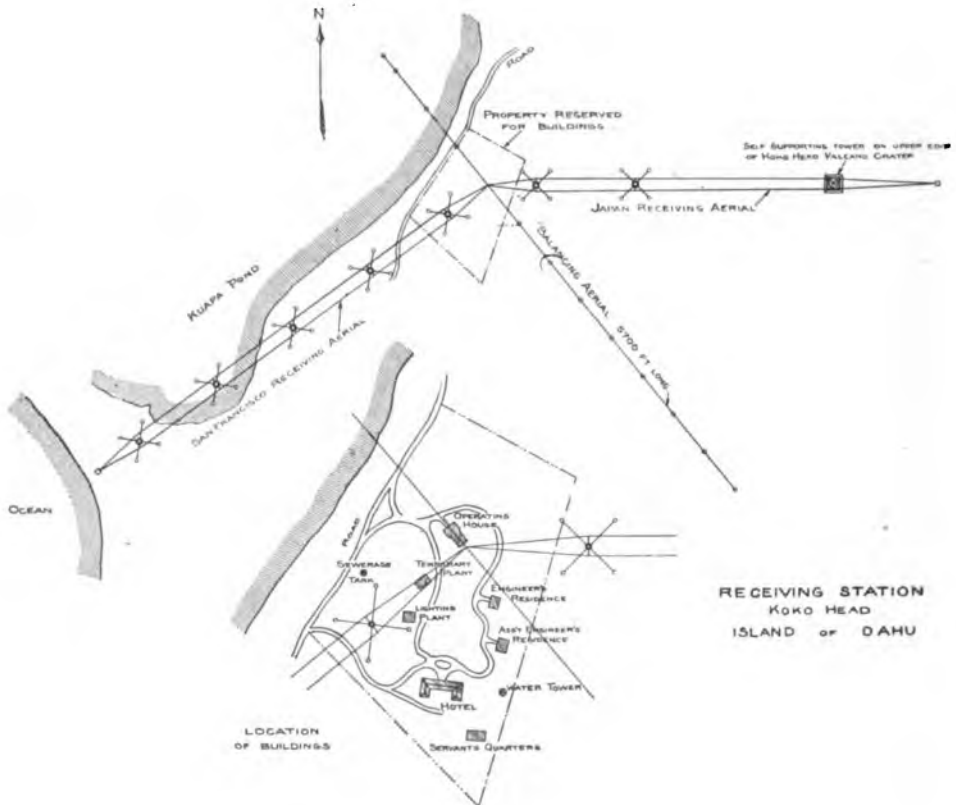 N
ROAD
PROPERTY RESERVED
FOR BUILDINGS
SELF SUPPORTING TOWER ON UPPER EDGE
OF KOKO HEAD VOLCANO CRATER
JAPAN RECEIVING AERIAL
BALANCING AERIAL 5700 FT LONG
KUAPA POND
SAN FRANCISCO RECEIVING AERIAL
OCEAN
ROAD
OPERATING
HOUSE
SEWERAGE
TANK
TEMPORARY
PLANT
ENGINEER'S
RESIDENCE
LIGHTING
PLANT
ASS'T ENGINEER'S
RESIDENCE
WATER TOWER
HOTEL
SERVANTS QUARTERS
LOCATION
OF BUILDINGS
RECEIVING STATION
KOKO HEAD
ISLAND OF OAHU